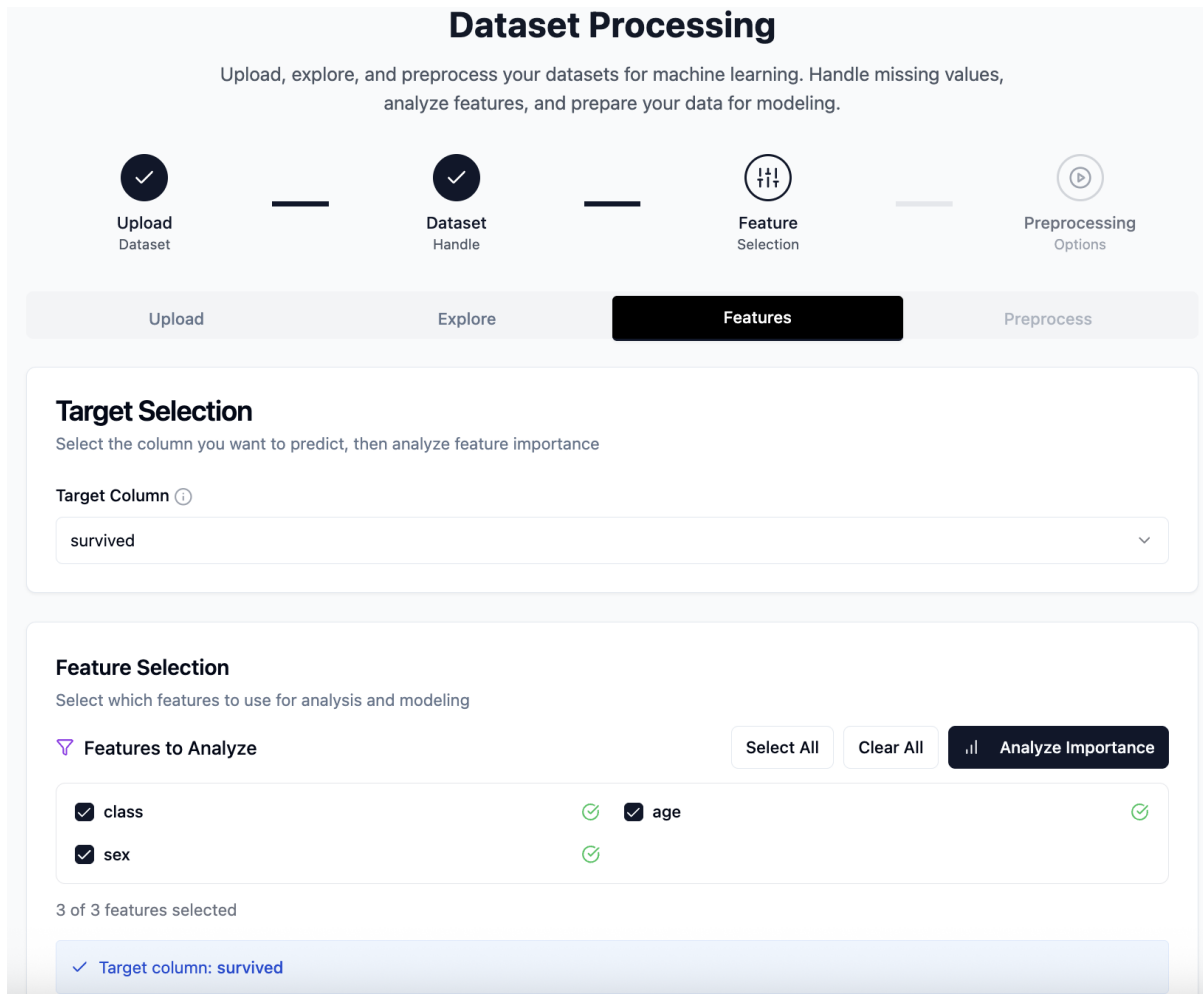 Dataset Processing
Upload, explore, and preprocess your datasets for machine learning. Handle missing values,
analyze features, and prepare your data for modeling.
Upload
Dataset
Dataset
Handle
Feature
Selection
Preprocessing
Options
Upload
Explore
Features
Preprocess
Target Selection
Select the column you want to predict, then analyze feature importance
Target Column
survived
Feature Selection
Select which features to use for analysis and modeling
Features to Analyze
Select All
Clear All
Analyze Importance
class
age
sex
3 of 3 features selected
Target column: survived